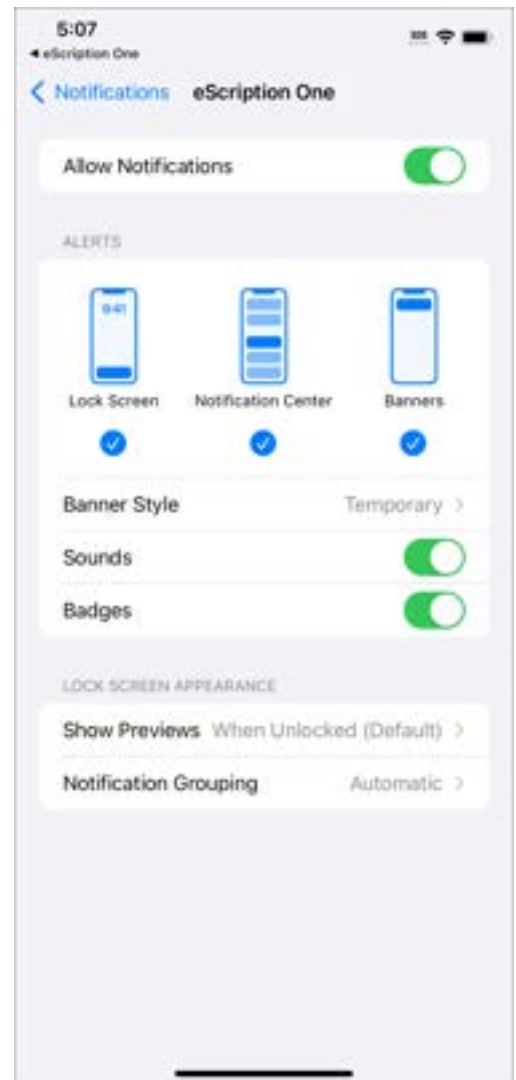 5:07
eScription One
Notifications eScription One
Allow Notifications
ALERTS
9:41
Lock Screen Notification Center Banners
Banner Style Temporary
Sounds
Badges
LOCK SCREEN APPEARANCE
Show Previews When Unlocked (Default)
Notification Grouping Automatic